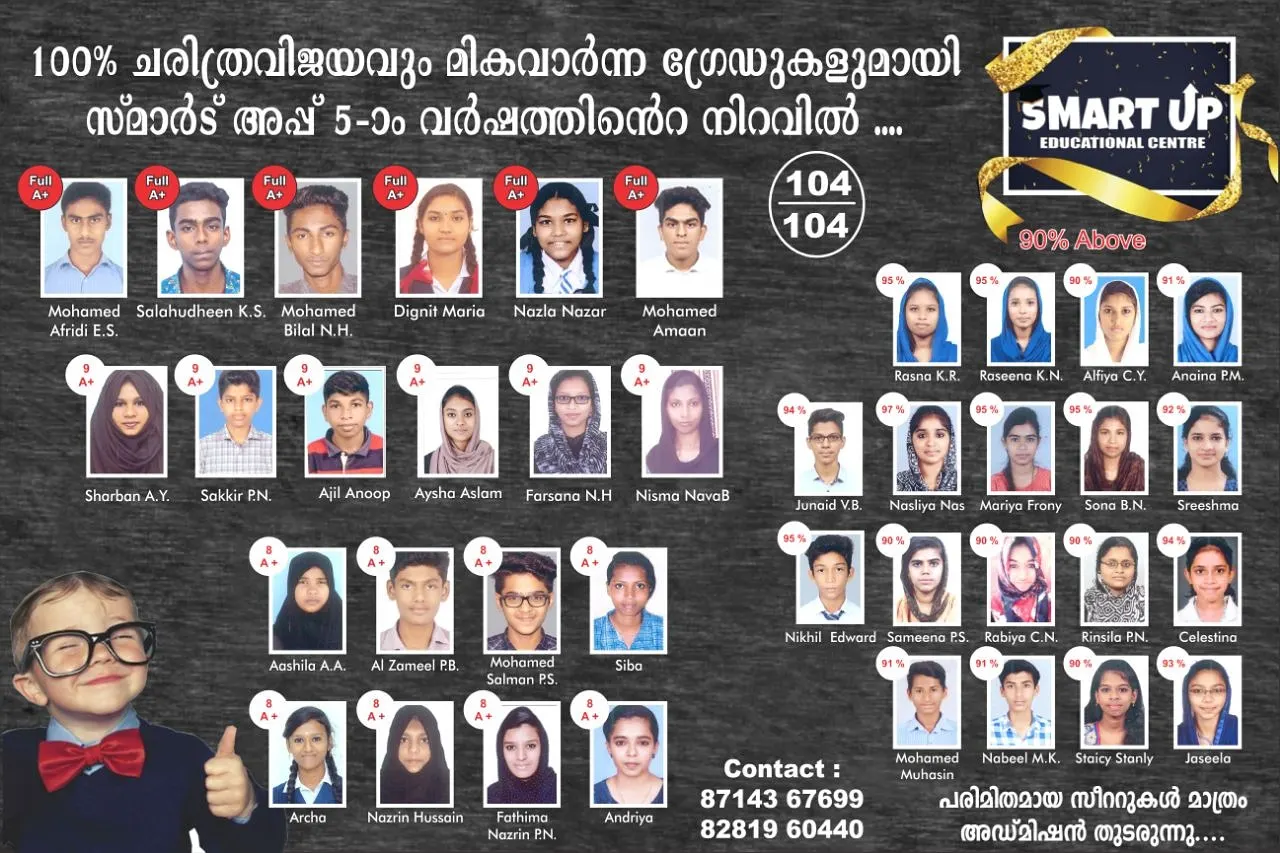 100% ചരിത്രവിജയവും മികവാർന്ന ഗ്രേഡുകളുമായി
സ്മാർട് അപ്പ് 5-ാം വർഷത്തിന്റെ നിറവിൽ ....
SMART UP
EDUCATIONAL CENTRE
104
104
90% Above
Full A+ Full A+ Full A+ Full A+ Full A+ Full A+
Mohamed Afridi E.S. Salahudheen K.S. Mohamed Bilal N.H. Dignit Maria Nazla Nazar Mohamed Amaan
9 A+ 9 A+ 9 A+ 9 A+ 9 A+ 9 A+
Sharban A.Y. Sakkir P.N. Ajil Anoop Aysha Aslam Farsana N.H Nisma NavaB
8 A+ 8 A+ 8 A+ 8 A+
Aashila A.A. Al Zameel P.B. Mohamed Salman P.S. Siba
8 A+ 8 A+ 8 A+ 8 A+
Archa Nazrin Hussain Fathima Nazrin P.N. Andriya
95 % 95 % 90 % 91 %
Rasna K.R. Raseena K.N. Alfiya C.Y. Anaina P.M.
94 % 97 % 95 % 95 % 92 %
Junaid V.B. Nasliya Nas Mariya Frony Sona B.N. Sreeshma
95 % 90 % 90 % 90 % 94 %
Nikhil Edward Sameena P.S. Rabiya C.N. Rinsila P.N. Celestina
91 % 91 % 90 % 93 %
Mohamed Muhasin Nabeel M.K. Staicy Stanly Jaseela
Contact :
87143 67699
82819 60440
പരിമിതമായ സീററുകൾ മാത്രം
അഡ്മിഷൻ തുടരുന്നു....